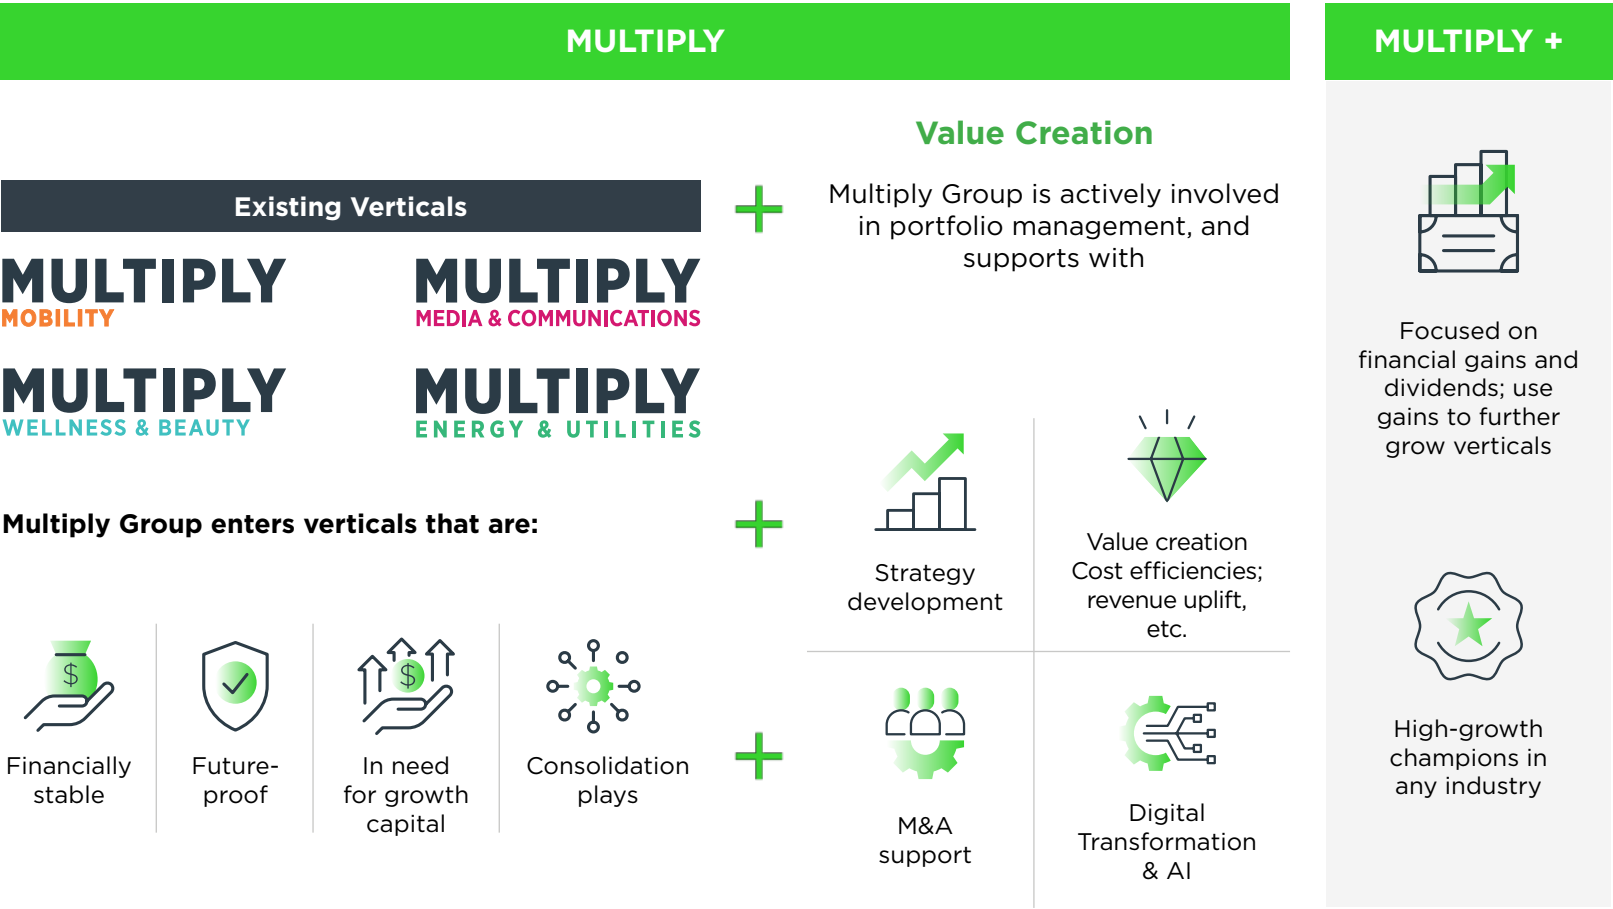 MULTIPLY
Existing Verticals
MULTIPLY
MOBILITY
MULTIPLY
MEDIA & COMMUNICATIONS
MULTIPLY
WELLNESS & BEAUTY
MULTIPLY
ENERGY & UTILITIES
Multiply Group enters verticals that are:
$
Financially
stable
Future-
proof
$
In need
for growth
capital
Consolidation
plays
+
+
+
Value Creation
Multiply Group is actively involved
in portfolio management, and
supports with
Strategy
development
Value creation
Cost efficiencies;
revenue uplift,
etc.
M&A
support
Digital
Transformation
& AI
MULTIPLY +
Focused on
financial gains and
dividends; use
gains to further
grow verticals
High-growth
champions in
any industry